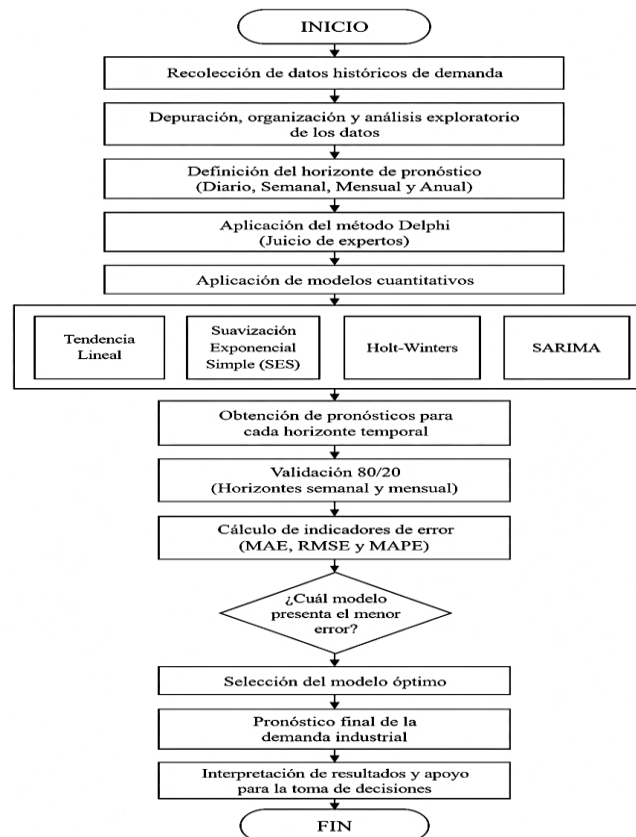 INICIO
Recolección de datos históricos de demanda
Depuración, organización y análisis exploratorio
de los datos
Definición del horizonte de pronóstico
(Diario, Semanal, Mensual y Anual)
Aplicación del método Delphi
(Juicio de expertos)
Aplicación de modelos cuantitativos
Tendencia
Lineal
Suavización
Exponencial
Simple (SES)
Holt-Winters
SARIMA
Obtención de pronósticos para
cada horizonte temporal
Validación 80/20
(Horizontes semanal y mensual)
Cálculo de indicadores de error
(MAE, RMSE y MAPE)
¿Cuál modelo
presenta el menor
error?
Selección del modelo óptimo
Pronóstico final de la
demanda industrial
Interpretación de resultados y apoyo
para la toma de decisiones
FIN